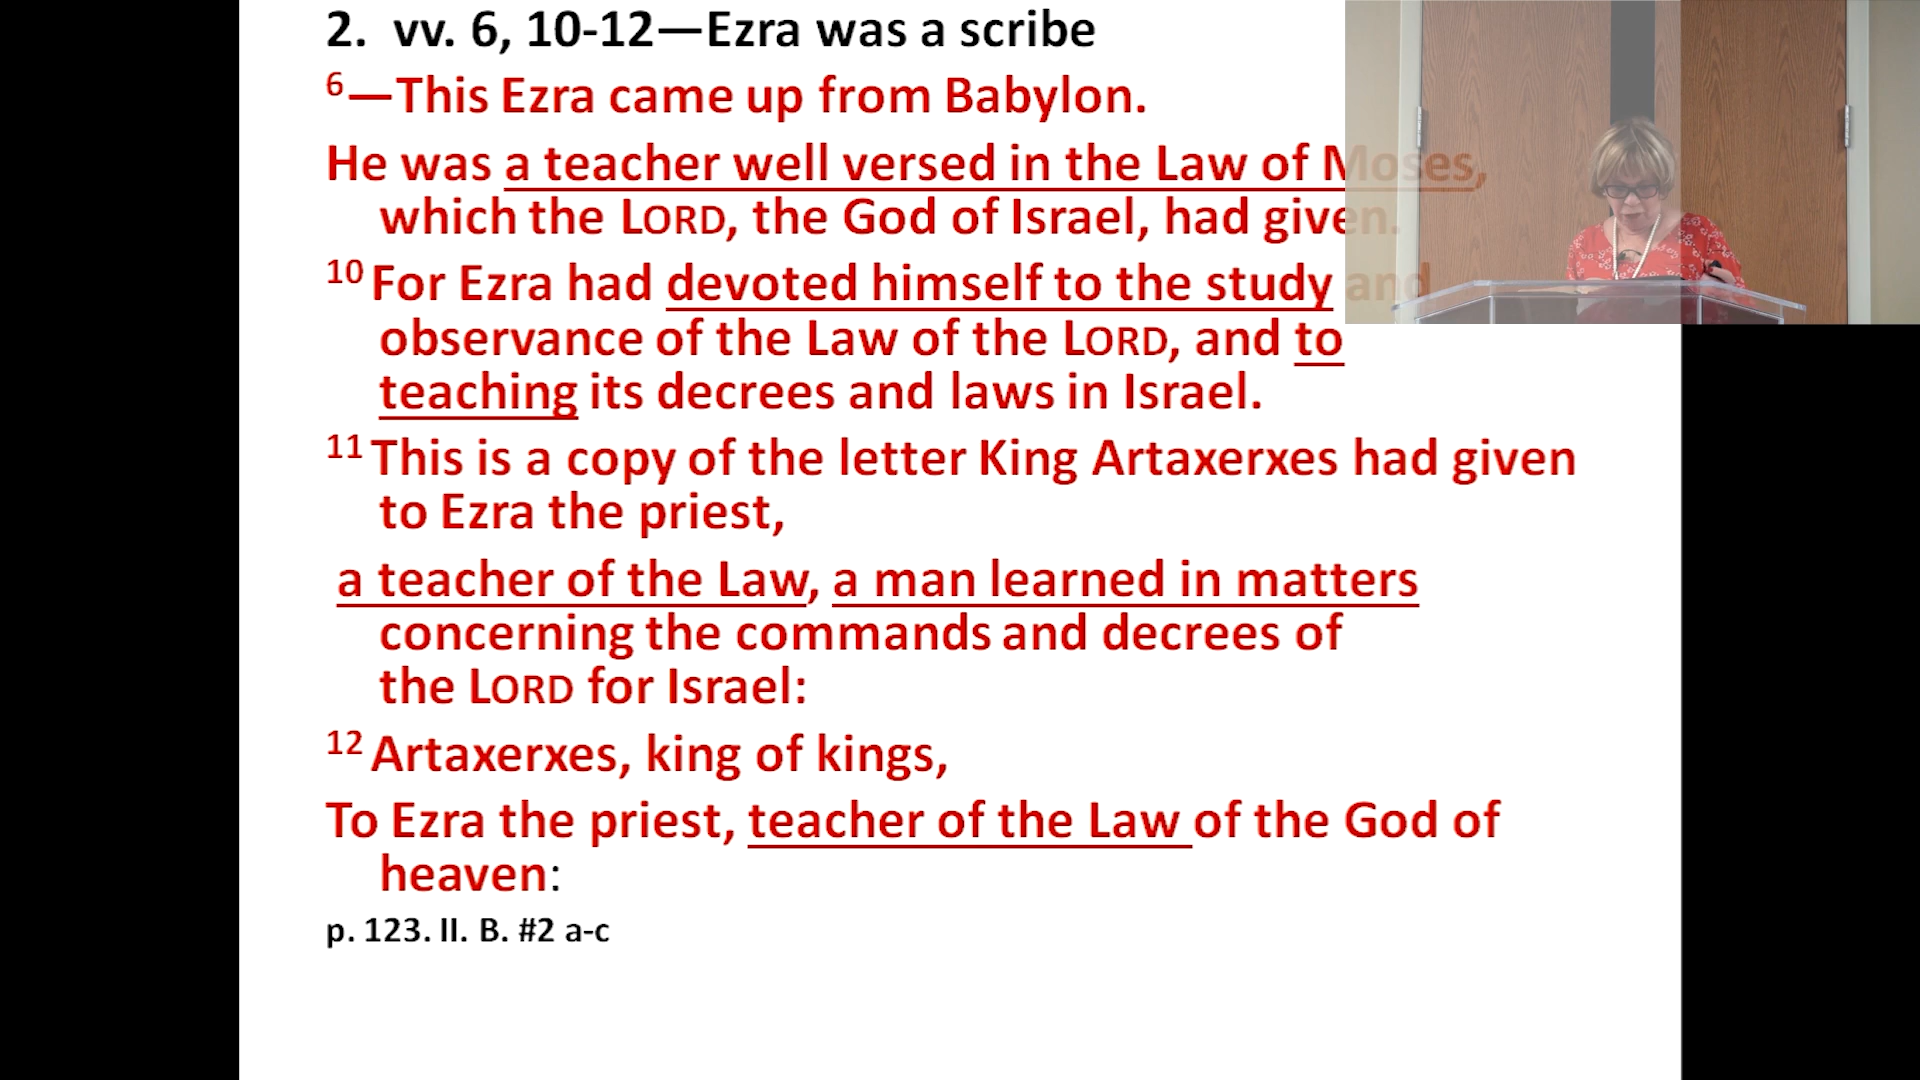 2. vv. 6, 10-12—Ezra was a scribe
6—This Ezra came up from Babylon.
He was a teacher well versed in the Law of Moses,
which the LORD, the God of Israel, had given.
10 For Ezra had devoted himself to the study and
observance of the Law of the LORD, and to
teaching its decrees and laws in Israel.
11 This is a copy of the letter King Artaxerxes had given
to Ezra the priest,
a teacher of the Law, a man learned in matters
concerning the commands and decrees of
the LORD for Israel:
12 Artaxerxes, king of kings,
To Ezra the priest, teacher of the Law of the God of
heaven:
p. 123. II. B. #2 a-c